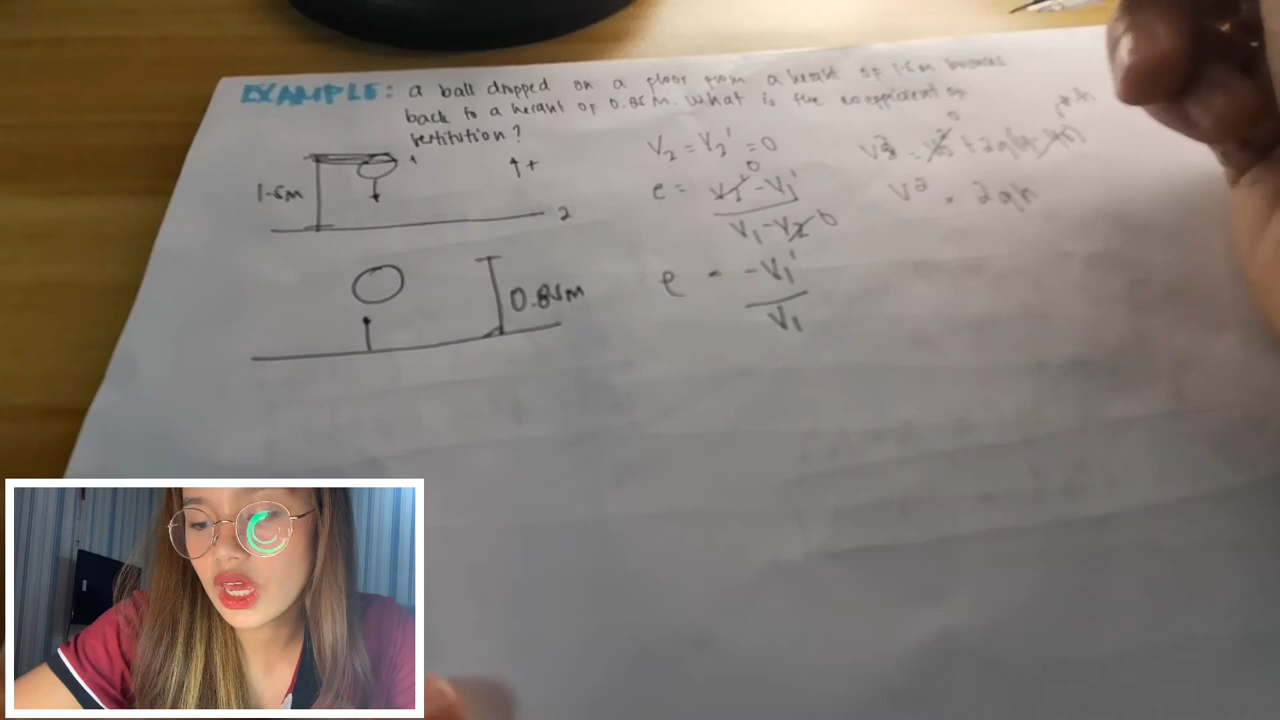 EXAMPLE: a ball dropped on a floor from a height of 1.5m bounces
back to a height of 0.85m. What is the coefficient of
restitution?
1.5m
↑+
2
0.85m
V₂ = V₂' = 0
e = V₂' - V₁' / V₁ - V₂
0
0
e = -V₁' / V₁
V² = 2gh